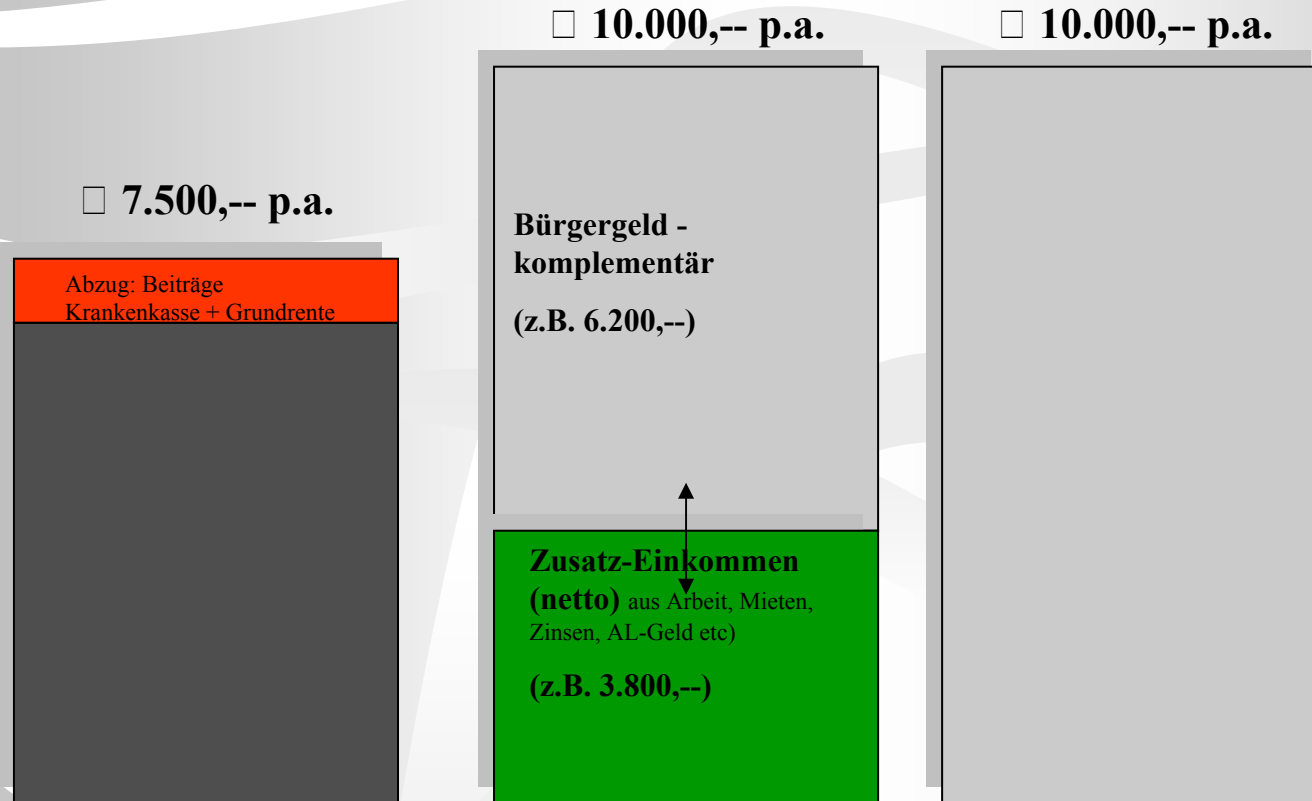 □ 10.000,-- p.a.
□ 10.000,-- p.a.
□ 7.500,-- p.a.
Abzug: Beiträge
Krankenkasse + Grundrente
Bürgergeld -
komplementär
(z.B. 6.200,--)
Zusatz-Einkommen
(netto) aus Arbeit, Mieten,
Zinsen, AL-Geld etc)
(z.B. 3.800,--)